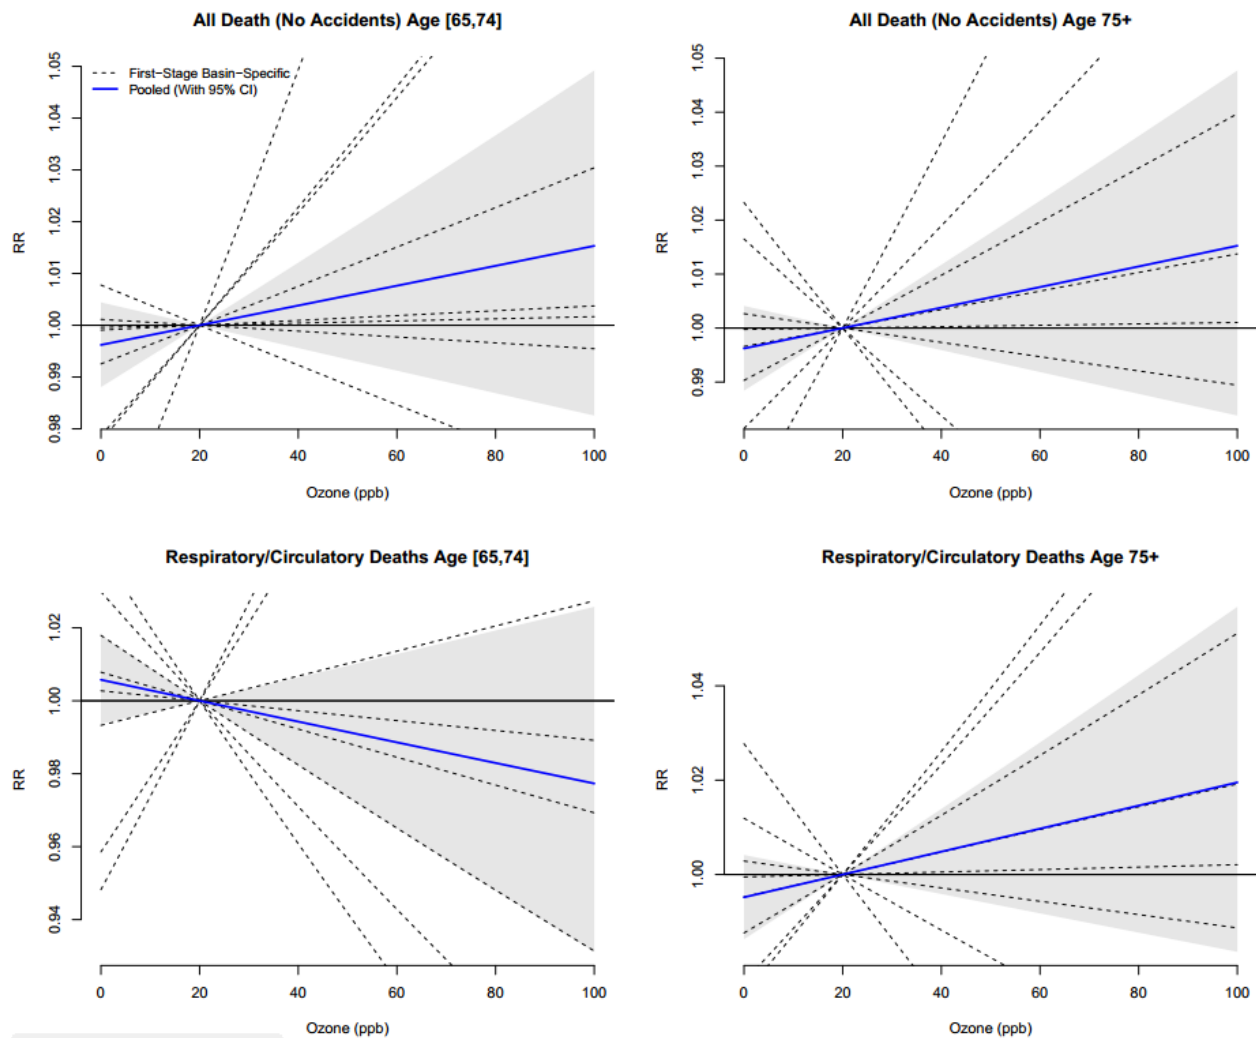 All Death (No Accidents) Age [65,74]
First-Stage Basin-Specific
Pooled (With 95% CI)
RR
1.05
1.04
1.03
1.02
1.01
1.00
0.99
0.98
0 20 40 60 80 100
Ozone (ppb)
All Death (No Accidents) Age 75+
RR
1.05
1.04
1.03
1.02
1.01
1.00
0.99
0 20 40 60 80 100
Ozone (ppb)
Respiratory/Circulatory Deaths Age [65,74]
RR
1.02
1.00
0.98
0.96
0.94
0 20 40 60 80 100
Ozone (ppb)
Respiratory/Circulatory Deaths Age 75+
RR
1.04
1.02
1.00
0 20 40 60 80 100
Ozone (ppb)